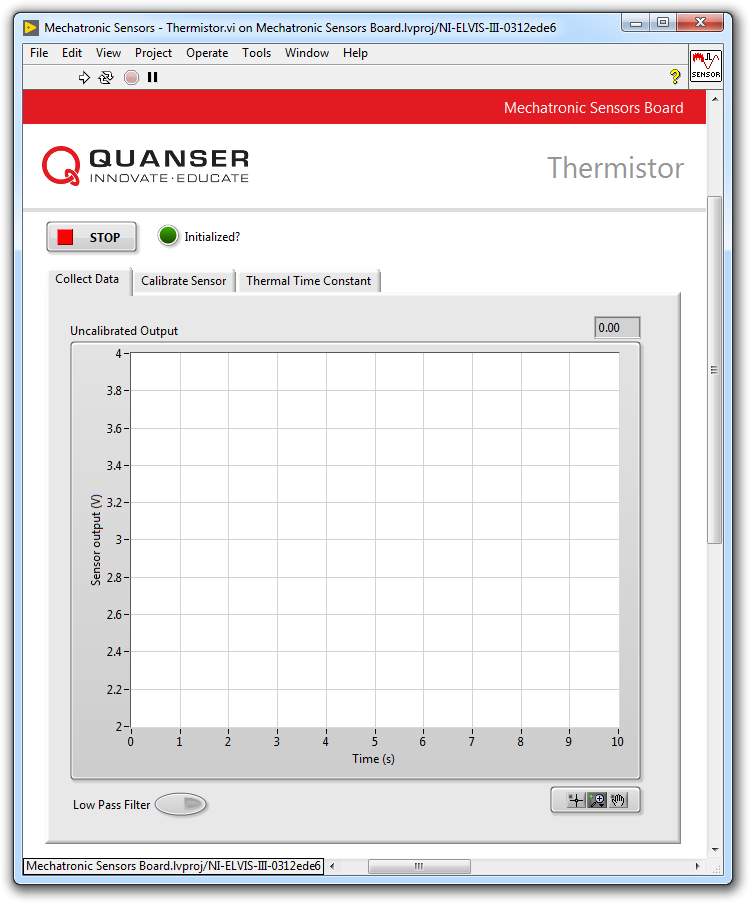 Mechatronic Sensors - Thermistor.vi on Mechatronic Sensors Board.lvproj/NI-ELVIS-III-0312ede6
File Edit View Project Operate Tools Window Help
?
SENSOR
Mechatronic Sensors Board
QUANSER
INNOVATE·EDUCATE
Thermistor
STOP
Initialized?
Collect Data Calibrate Sensor Thermal Time Constant
Uncalibrated Output
0.00
Sensor output (V)
4
3.8
3.6
3.4
3.2
3
2.8
2.6
2.4
2.2
2
0 1 2 3 4 5 6 7 8 9 10
Time (s)
Low Pass Filter
Mechatronic Sensors Board.lvproj/NI-ELVIS-III-0312ede6